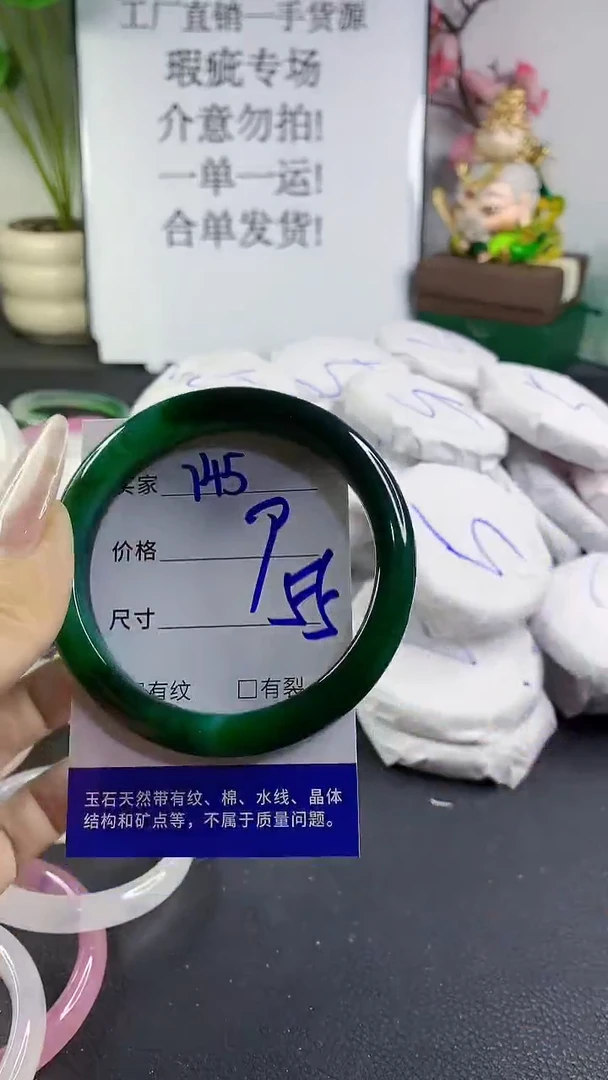 工厂直销一手货源
瑕疵专场
介意勿拍!
一单一运!
合单发货!
卖家 145
价格
尺寸
有纹 □有裂
玉石天然带有纹、棉、水线、晶体
结构和矿点等，不属于质量问题。